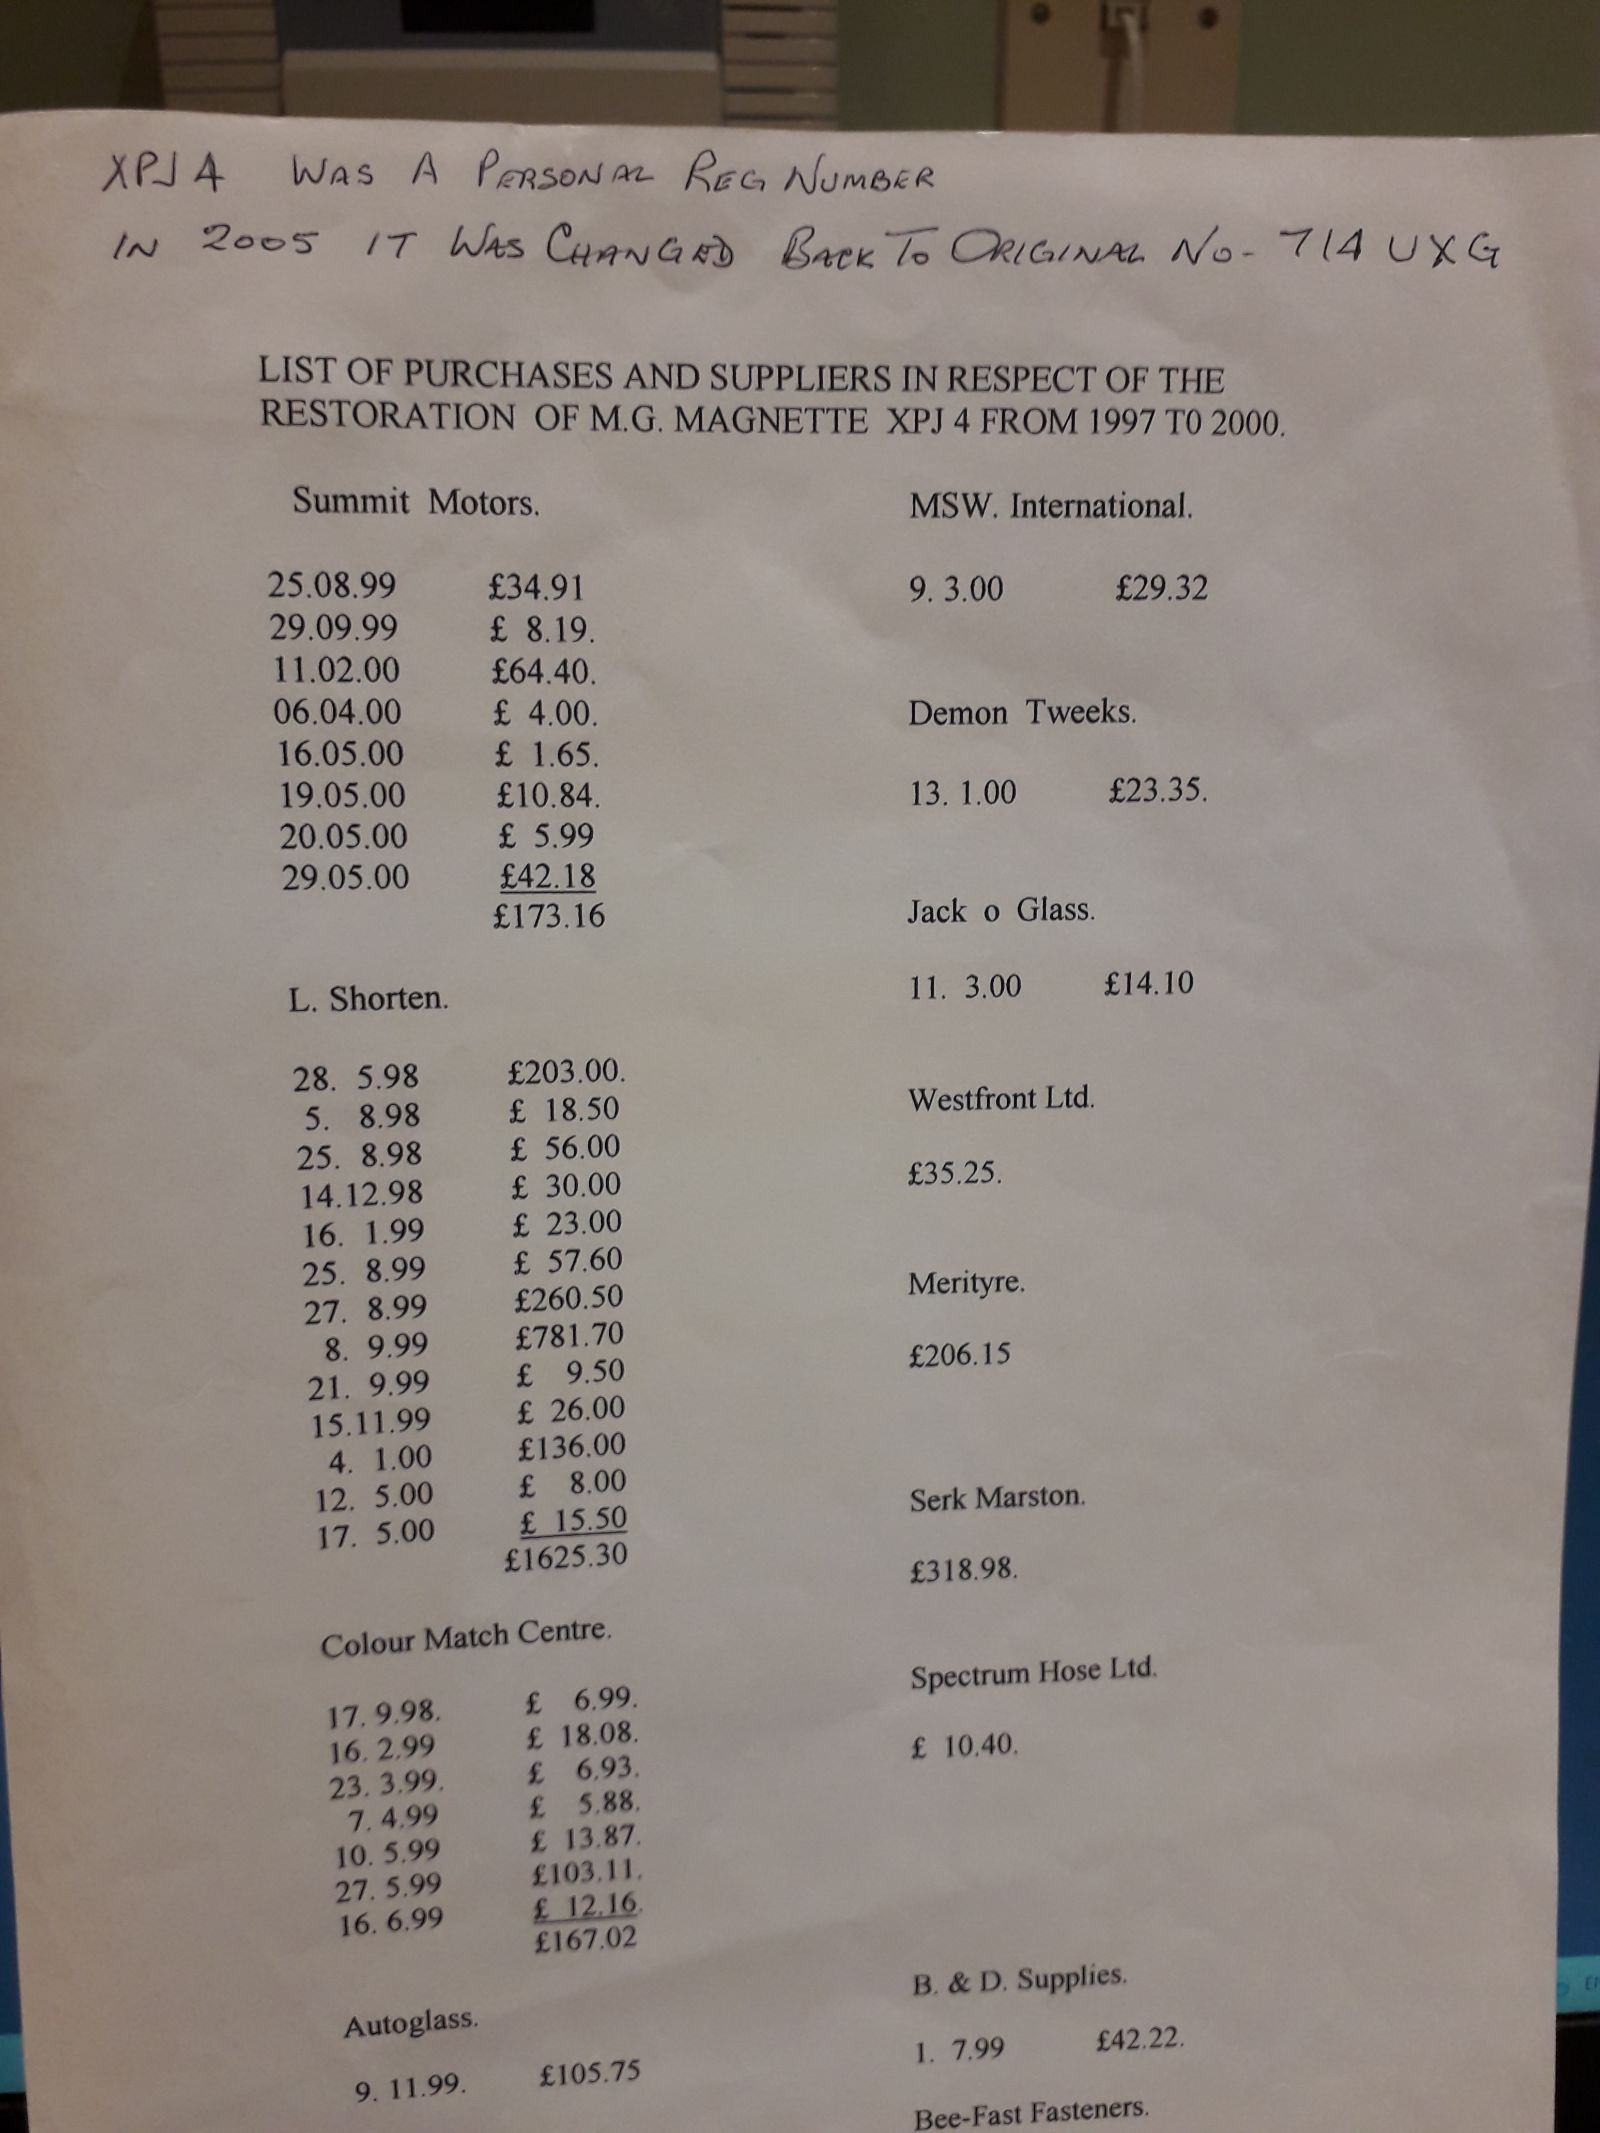 XPJ 4 WAS A PERSONAL REG NUMBER
IN 2005 IT WAS CHANGED BACK TO ORIGINAL NO- 714 UXG
LIST OF PURCHASES AND SUPPLIERS IN RESPECT OF THE
RESTORATION OF M.G. MAGNETTE XPJ 4 FROM 1997 T0 2000.
Summit Motors.
25.08.99 £34.91
29.09.99 £ 8.19.
11.02.00 £64.40.
06.04.00 £ 4.00.
16.05.00 £ 1.65.
19.05.00 £10.84.
20.05.00 £ 5.99
29.05.00 £42.18
£173.16
L. Shorten.
28. 5.98 £203.00.
5. 8.98 £ 18.50
25. 8.98 £ 56.00
14.12.98 £ 30.00
16. 1.99 £ 23.00
25. 8.99 £ 57.60
27. 8.99 £260.50
8. 9.99 £781.70
21. 9.99 £ 9.50
15.11.99 £ 26.00
4. 1.00 £136.00
12. 5.00 £ 8.00
17. 5.00 £ 15.50
£1625.30
Colour Match Centre.
17. 9.98. £ 6.99.
16. 2.99 £ 18.08.
23. 3.99. £ 6.93.
7. 4.99 £ 5.88.
10. 5.99 £ 13.87.
27. 5.99 £103.11.
16. 6.99 £ 12.16.
£167.02
Autoglass.
9. 11.99. £105.75
MSW. International.
9. 3.00 £29.32
Demon Tweeks.
13. 1.00 £23.35.
Jack o Glass.
11. 3.00 £14.10
Westfront Ltd.
£35.25.
Merityre.
£206.15
Serk Marston.
£318.98.
Spectrum Hose Ltd.
£ 10.40.
B. & D. Supplies.
1. 7.99 £42.22.
Bee-Fast Fasteners.